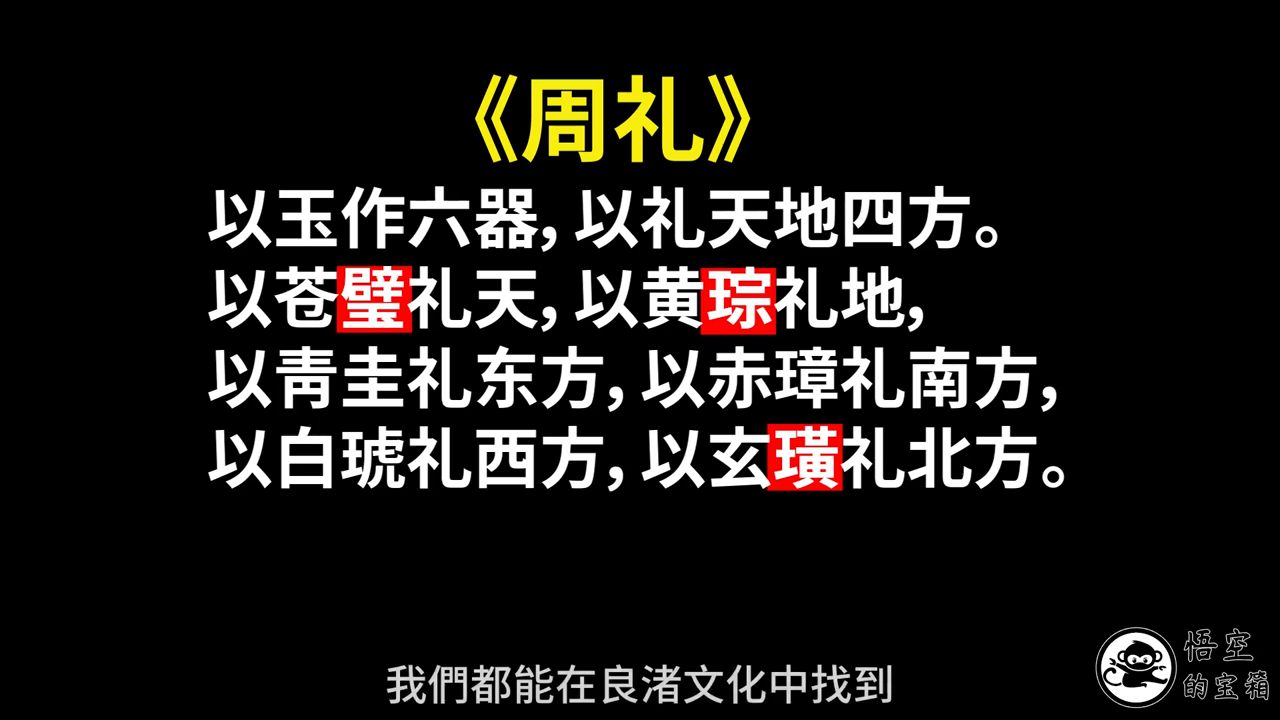 《周礼》
以玉作六器，以礼天地四方。
以苍璧礼天，以黄琮礼地，
以青圭礼东方，以赤璋礼南方，
以白琥礼西方，以玄璜礼北方。
我們都能在良渚文化中找到
悟空
的宝箱